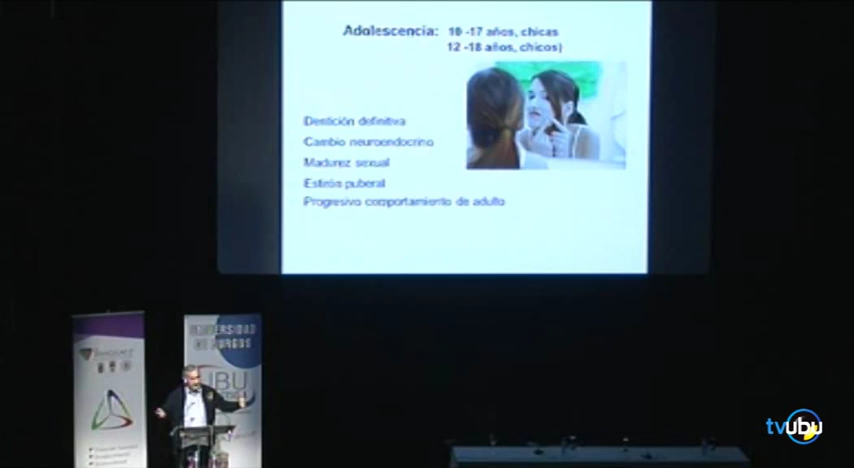 Adolescencia: 10 -17 años, chicas
12 -18 años, chicos)
Dentición definitiva
Cambio neuroendocrino
Madurez sexual
Estirón puberal
Progresivo comportamiento de adulto
UNIVERSIDAD
DE BURGOS
UBU
tvubu